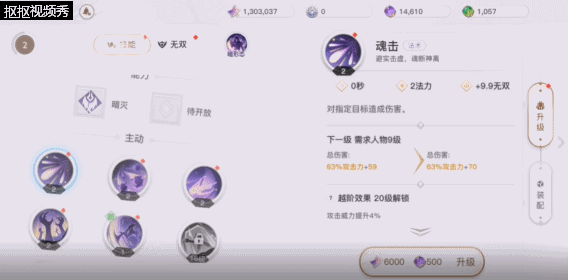 抠抠视频秀
1,303,037
0
14,610
1,057
2
技能
无双
能力
暗灭
待开放
主动
2
2
2
2
1
魂击
法术
避实击虚,魂断神离
2
0秒
2法力
+9.9无双
对指定目标造成伤害。
下一级 需求人物9级
总伤害:
63%攻击力+59
总伤害:
63%攻击力+70
越阶效果 20级解锁
攻击威力提升4%
6000
500
升级
升级
装配